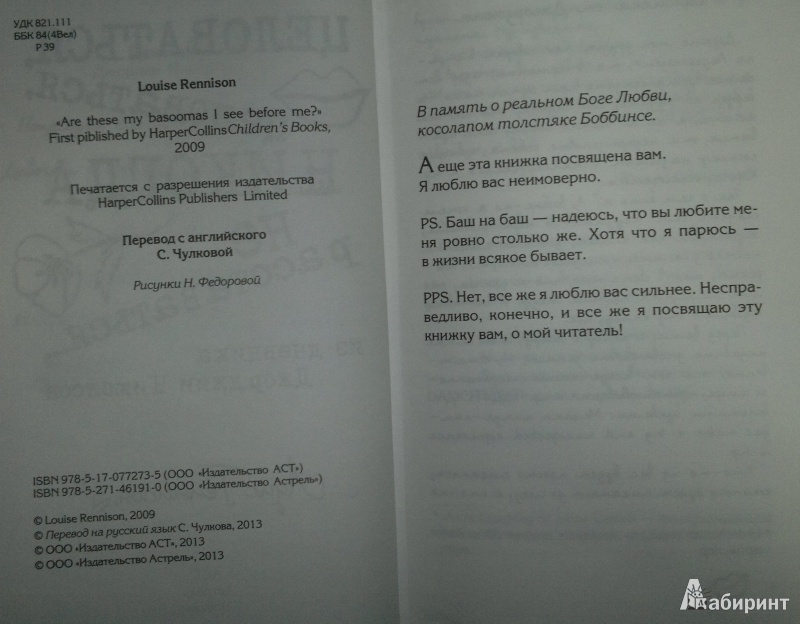 УДК 821.111
ББК 84(4Вел)
Р 39
Louise Rennison
«Are these my basoomas I see before me?»
First piblished by HarperCollins Children's Books,
2009
Печатается с разрешения издательства
HarperCollins Publishers Limited
Перевод с английского
С. Чулковой
Рисунки Н. Федоровой
ISBN 978-5-17-077273-5 (ООО «Издательство АСТ»)
ISBN 978-5-271-46191-0 (ООО «Издательство Астрель»)
© Louise Rennison, 2009
© Перевод на русский язык С. Чулкова, 2013
© ООО «Издательство АСТ», 2013
© ООО «Издательство Астрель», 2013
В память о реальном Боге Любви,
косолапом толстяке Боббинсе.
А еще эта книжка посвящена вам.
Я люблю вас неимоверно.
PS. Баш на баш — надеюсь, что вы любите ме-
ня ровно столько же. Хотя что я парюсь —
в жизни всякое бывает.
PPS. Нет, все же я люблю вас сильнее. Неспра-
ведливо, конечно, и все же я посвящаю эту
книжку вам, о мой читатель!
Лабиринт